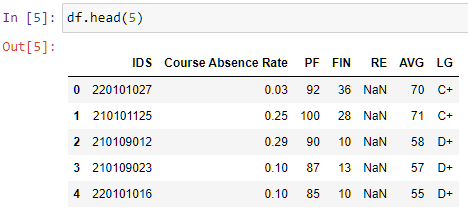 In [5]: df.head(5)
Out[5]:
IDS Course Absence Rate PF FIN RE AVG LG
0 220101027 0.03 92 36 NaN 70 C+
1 210101125 0.25 100 28 NaN 71 C+
2 210109012 0.29 90 10 NaN 58 D+
3 210109023 0.10 87 13 NaN 57 D+
4 220101016 0.10 85 10 NaN 55 D+